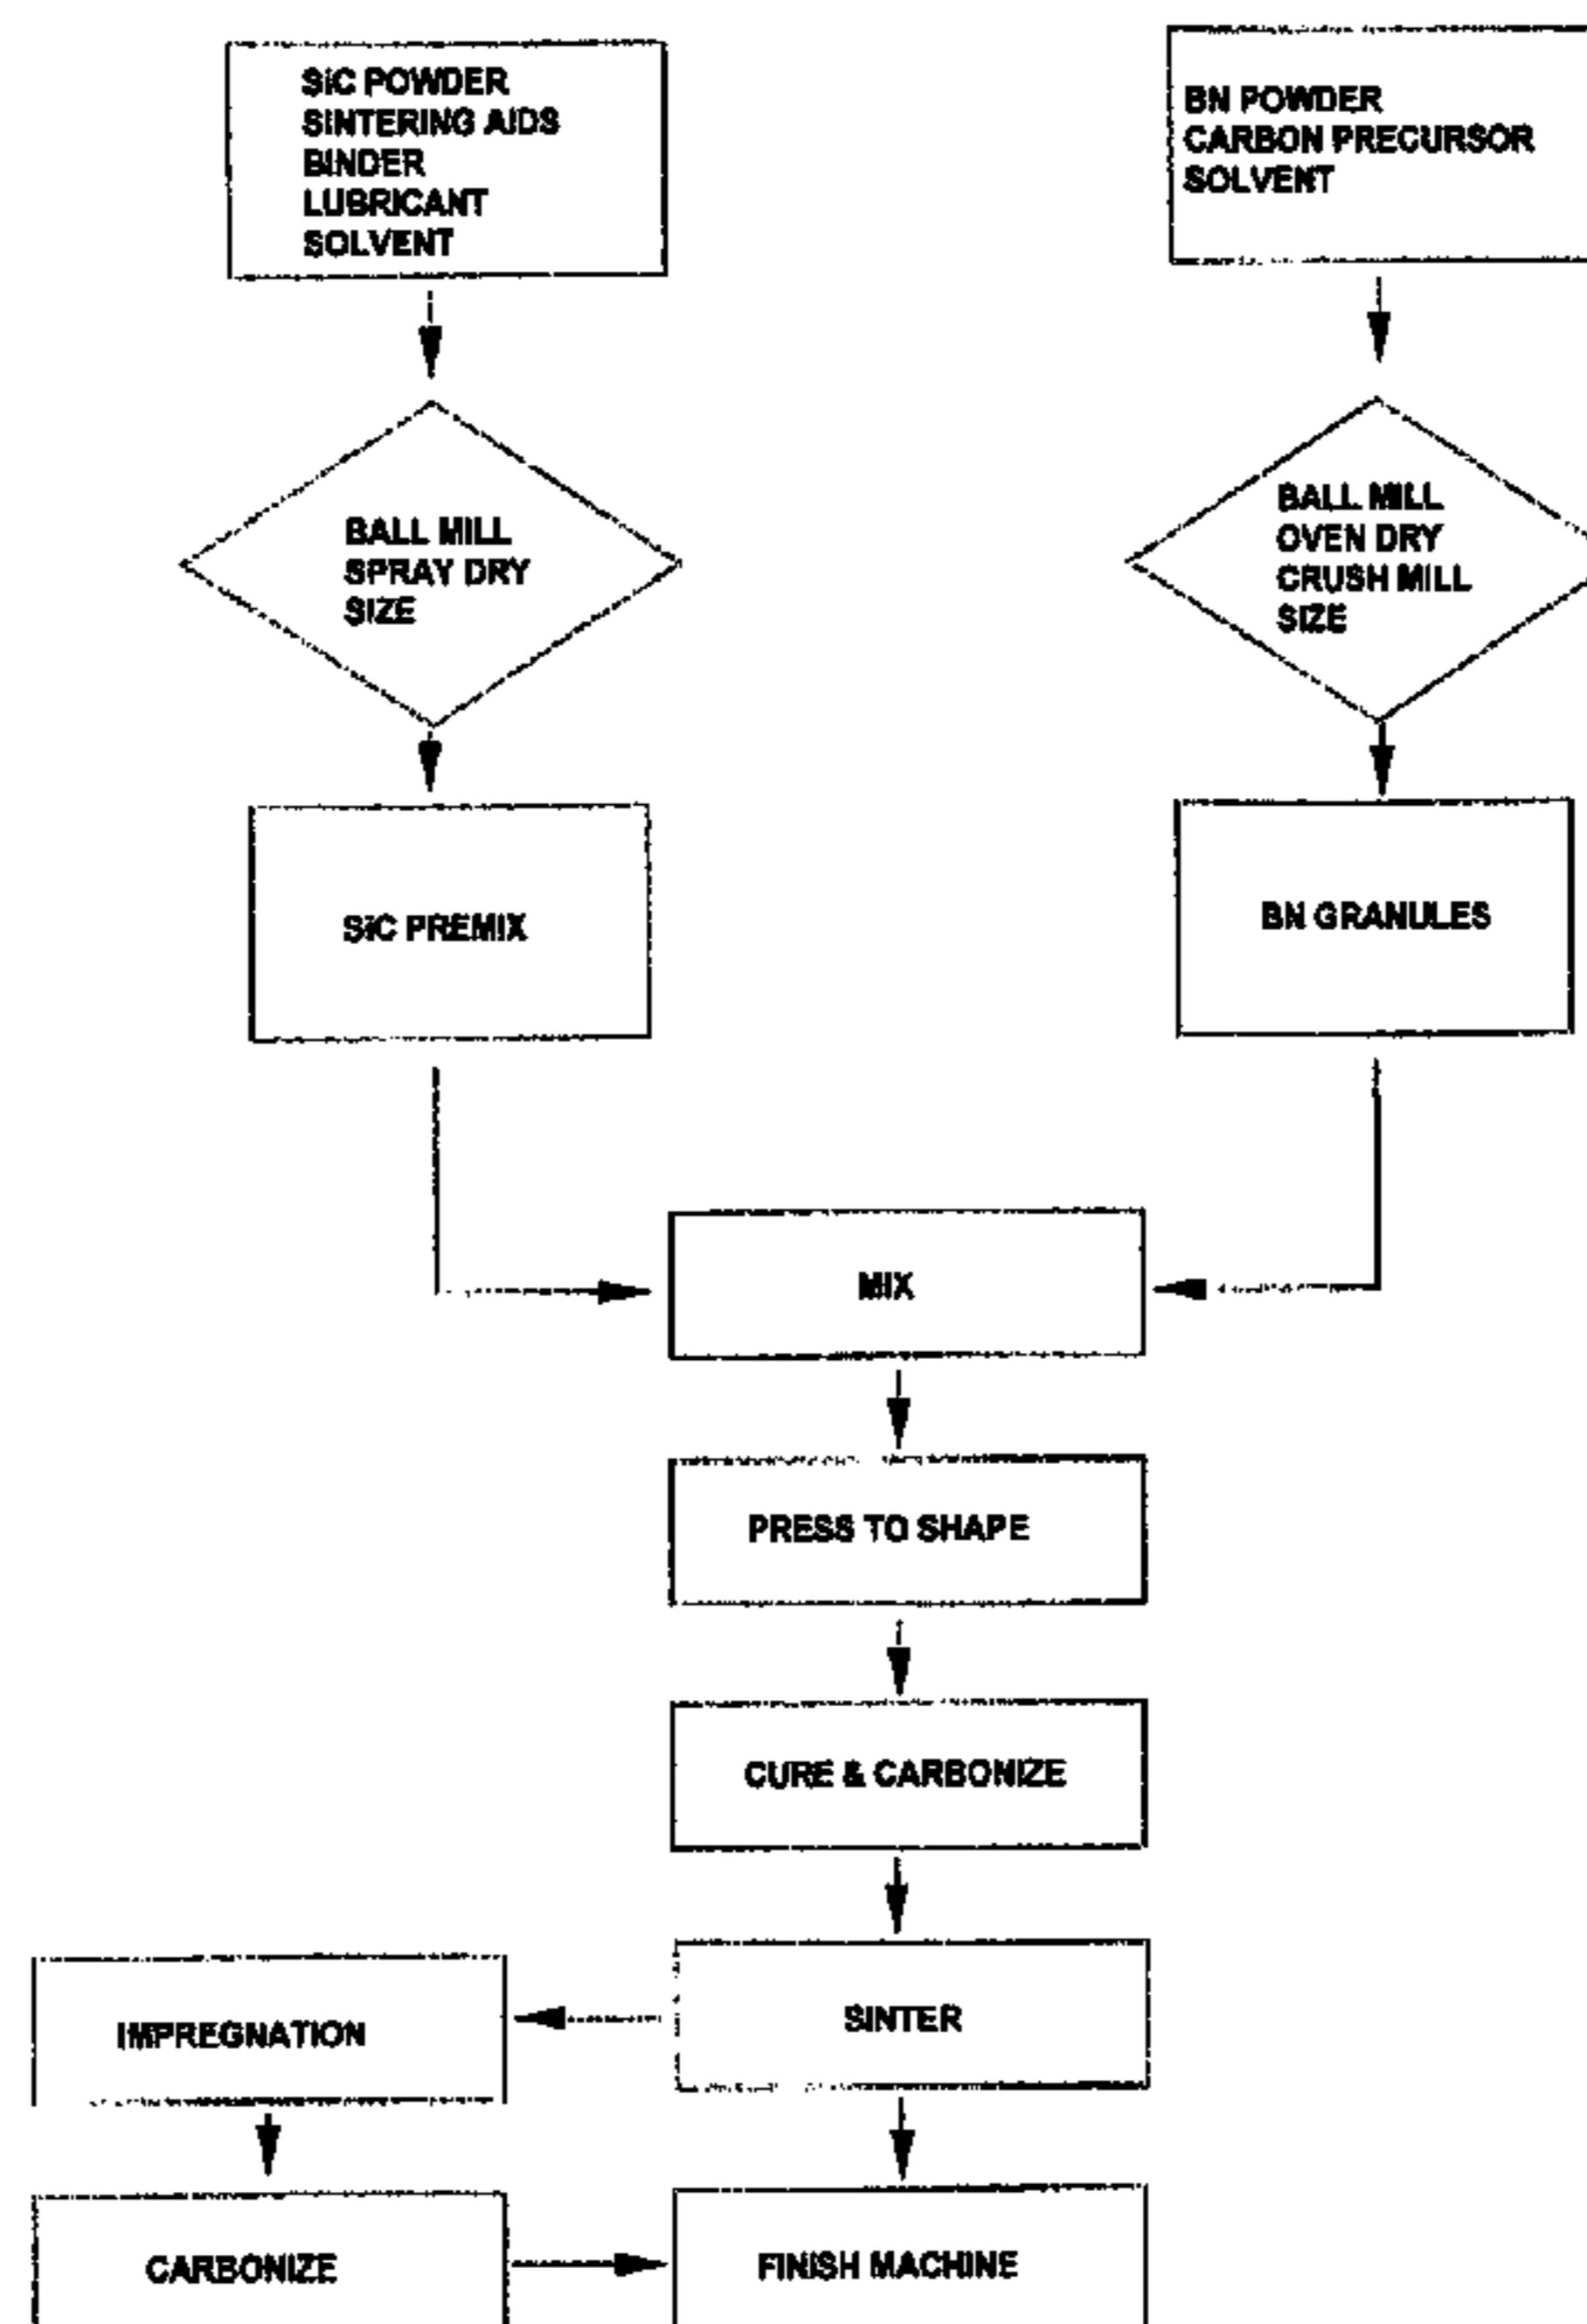 SiC POWDER
SINTERING AIDS
BINDER
LUBRICANT
SOLVENT
BN POWDER
CARBON PRECURSOR
SOLVENT
BALL MILL
SPRAY DRY
SIZE
BALL MILL
OVEN DRY
CRUSH MILL
SIZE
SiC PREMIX
BN GRANULES
MIX
PRESS TO SHAPE
CURE & CARBONIZE
SINTER
IMPREGNATION
CARBONIZE
FINISH MACHINE